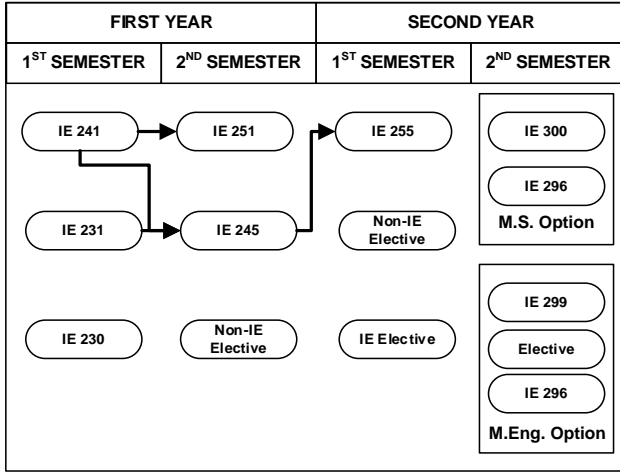 FIRST YEAR
SECOND YEAR
1ST SEMESTER
2ND SEMESTER
1ST SEMESTER
2ND SEMESTER
IE 241
IE 251
IE 255
IE 300
IE 296
M.S. Option
IE 231
IE 245
Non-IE
Elective
IE 230
Non-IE
Elective
IE Elective
IE 299
Elective
IE 296
M.Eng. Option